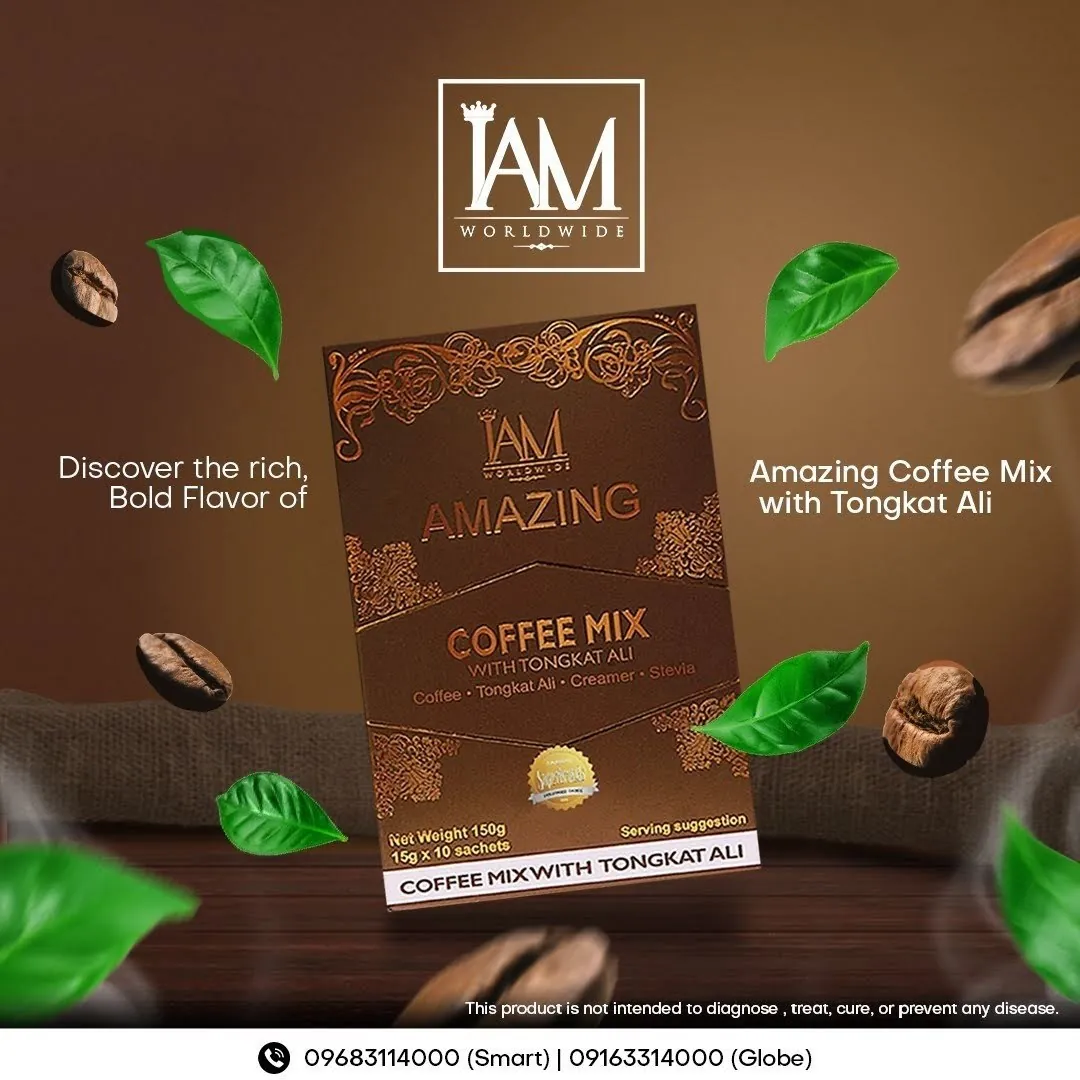 IAM
WORLDWIDE
Discover the rich,
Bold Flavor of
Amazing Coffee Mix
with Tongkat Ali
IAM
WORLDWIDE
AMAZING
COFFEE MIX
WITH TONGKAT ALI
Coffee • Tongkat Ali • Creamer • Stevia
Net Weight 150g
15g x 10 sachets
Serving suggestion
COFFEE MIX WITH TONGKAT ALI
This product is not intended to diagnose , treat, cure, or prevent any disease.
09683114000 (Smart) | 09163314000 (Globe)